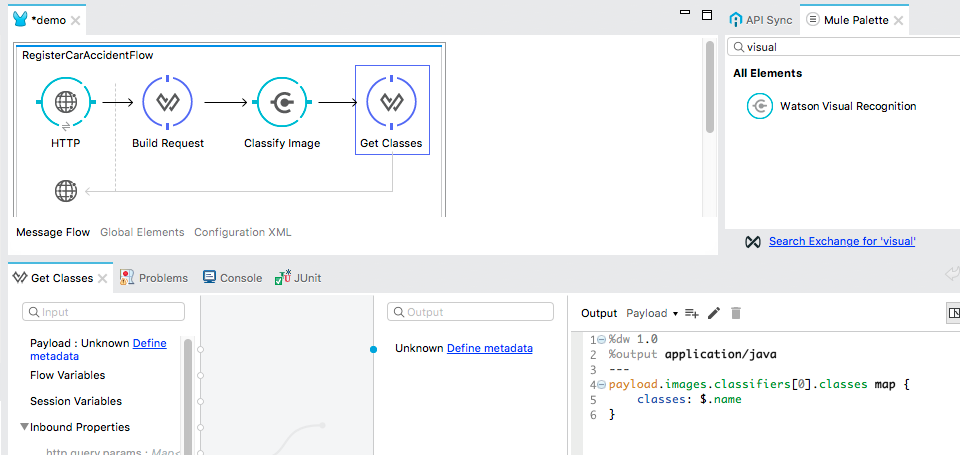 *demo
API Sync
Mule Palette
visual
RegisterCarAccidentFlow
All Elements
Watson Visual Recognition
HTTP
Build Request
Classify Image
Get Classes
Message Flow
Global Elements
Configuration XML
Search Exchange for 'visual'
Get Classes
Problems
Console
JUnit
Input
Output
Output
Payload
Payload : Unknown Define
metadata
Flow Variables
Session Variables
Inbound Properties
http query params : Map<
Unknown Define metadata
1 %dw 1.0
2 %output application/java
3 ---
4 payload.images.classifiers[0].classes map {
5 classes: $.name
6 }